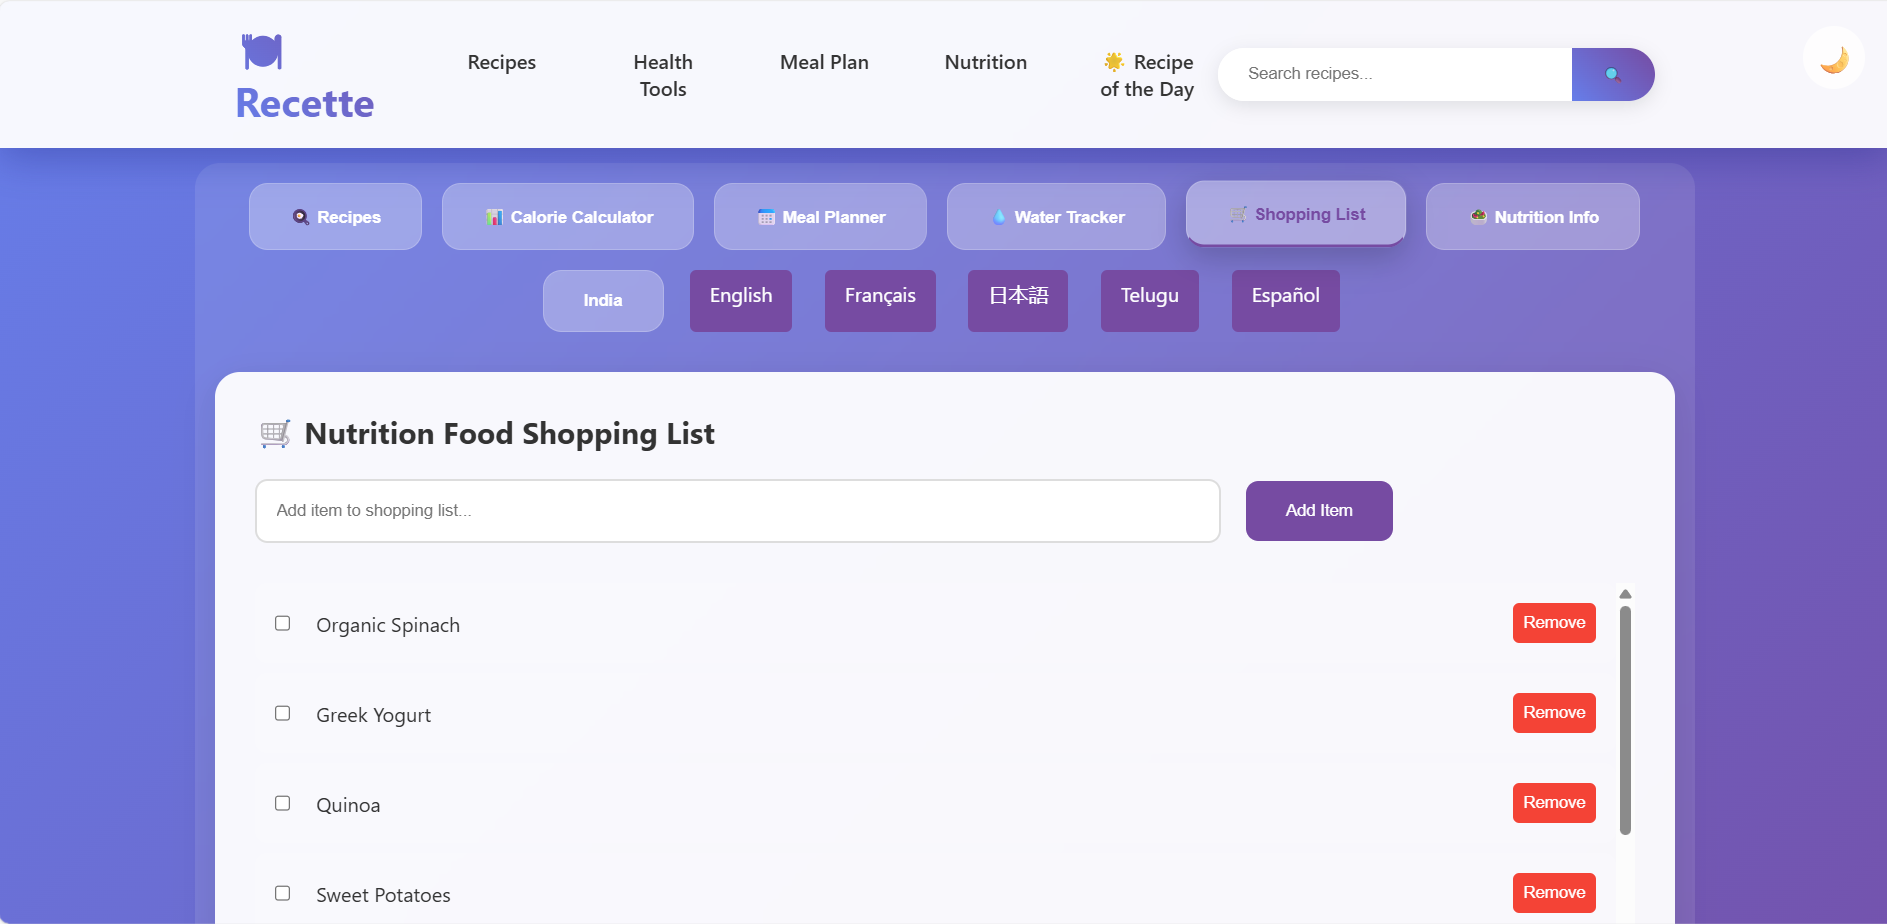 Recette
Recipes
Health
Tools
Meal Plan
Nutrition
🌟 Recipe
of the Day
Search recipes...
Recipes
Calorie Calculator
Meal Planner
Water Tracker
Shopping List
Nutrition Info
India
English
Français
日本語
Telugu
Español
Nutrition Food Shopping List
Add item to shopping list...
Add Item
Organic Spinach
Remove
Greek Yogurt
Remove
Quinoa
Remove
Sweet Potatoes
Remove